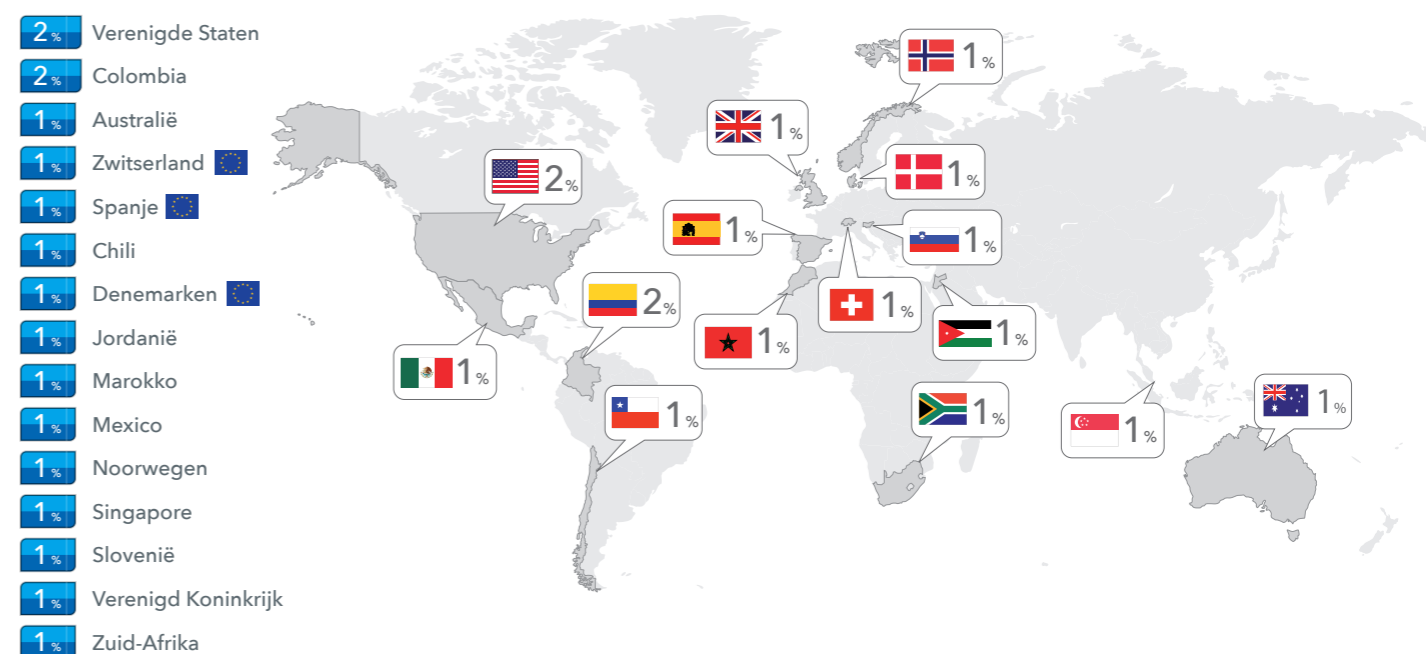 2 % Verenigde Staten
2 % Colombia
1 % Australië
1 % Zwitserland
1 % Spanje
1 % Chili
1 % Denemarken
1 % Jordanië
1 % Marokko
1 % Mexico
1 % Noorwegen
1 % Singapore
1 % Slovenië
1 % Verenigd Koninkrijk
1 % Zuid-Afrika
1 %
1 %
2 %
1 %
1 %
1 %
2 %
1 %
1 %
1 %
1 %
1 %
1 %
1 %
1 %